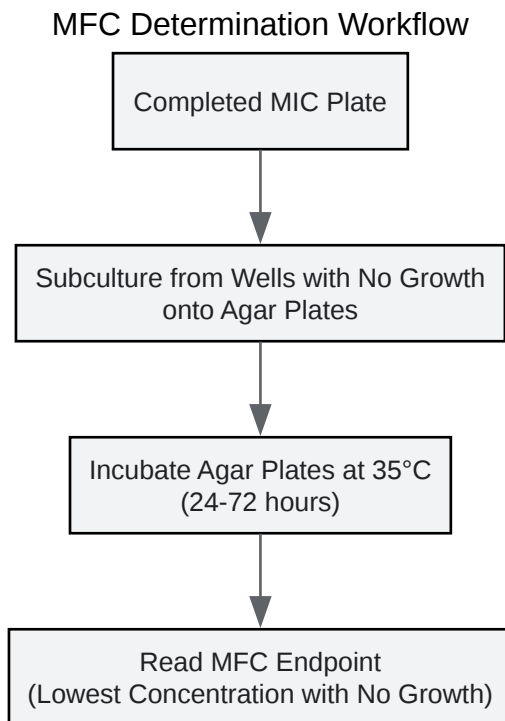 MFC Determination Workflow
Completed MIC Plate
Subculture from Wells with No Growth
onto Agar Plates
Incubate Agar Plates at 35°C
(24-72 hours)
Read MFC Endpoint
(Lowest Concentration with No Growth)